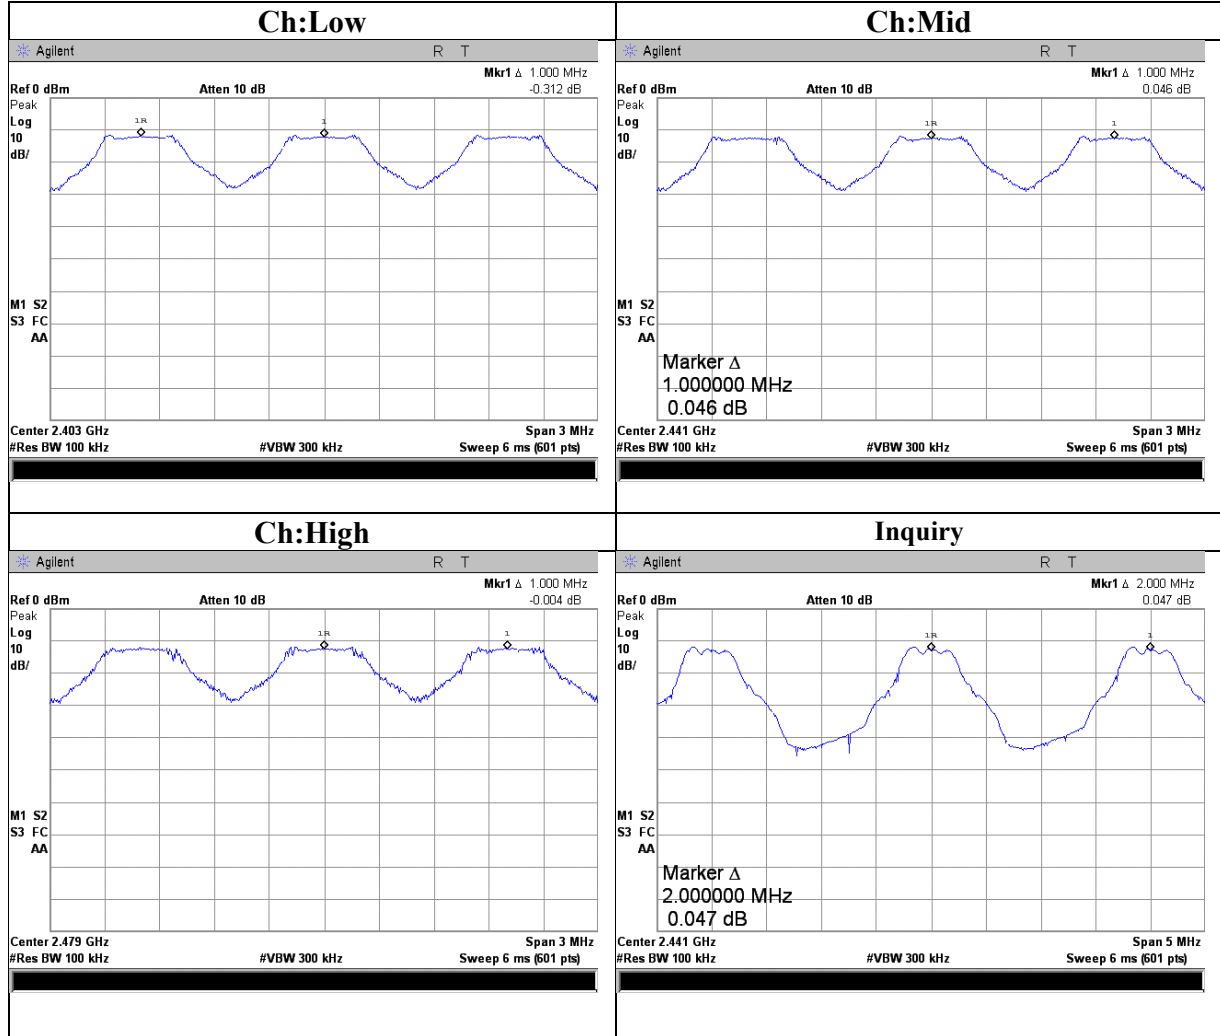 Ch:Low
Agilent R T
Mkr1 Δ 1.000 MHz
Ref 0 dBm Atten 10 dB -0.312 dB
Peak
Log
10
dB/
1R 1
M1 S2
S3 FC
AA
Center 2.403 GHz Span 3 MHz
#Res BW 100 kHz #VBW 300 kHz Sweep 6 ms (601 pts)
Ch:Mid
Agilent R T
Mkr1 Δ 1.000 MHz
Ref 0 dBm Atten 10 dB 0.046 dB
Peak
Log
10
dB/
1R 1
M1 S2
S3 FC
AA
Marker Δ
1.000000 MHz
0.046 dB
Center 2.441 GHz Span 3 MHz
#Res BW 100 kHz #VBW 300 kHz Sweep 6 ms (601 pts)
Ch:High
Agilent R T
Mkr1 Δ 1.000 MHz
Ref 0 dBm Atten 10 dB -0.004 dB
Peak
Log
10
dB/
1R 1
M1 S2
S3 FC
AA
Center 2.479 GHz Span 3 MHz
#Res BW 100 kHz #VBW 300 kHz Sweep 6 ms (601 pts)
Inquiry
Agilent R T
Mkr1 Δ 2.000 MHz
Ref 0 dBm Atten 10 dB 0.047 dB
Peak
Log
10
dB/
1R 1
M1 S2
S3 FC
AA
Marker Δ
2.000000 MHz
0.047 dB
Center 2.441 GHz Span 5 MHz
#Res BW 100 kHz #VBW 300 kHz Sweep 6 ms (601 pts)